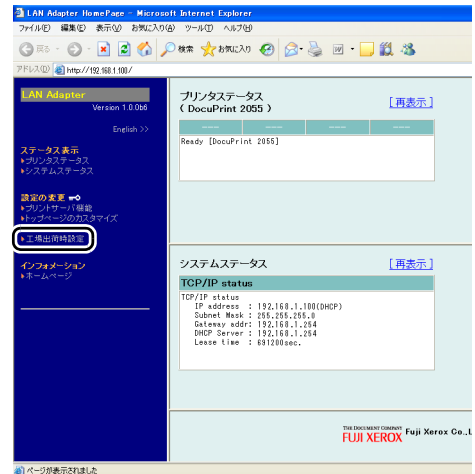 LAN Adapter HomePage - Microsoft Internet Explorer
ファイル(F) 編集(E) 表示(V) お気に入り(A) ツール(T) ヘルプ(H)
戻る 検索 お気に入り
アドレス(D) http://192.168.1.100/
LAN Adapter
Version 1.0.0b6
English >>
ステータス表示
プリンタステータス
システムステータス
設定の変更
プリントサーバ機能
トップページのカスタマイズ
工場出荷時設定
インフォメーション
ホームページ
プリンタステータス
( DocuPrint 2055 )
[ 再表示 ]
--- --- --- ---
Ready [DocuPrint 2055]
システムステータス [ 再表示 ]
TCP/IP status
TCP/IP status
IP address : 192.168.1.100(DHCP)
Subnet Mask : 255.255.255.0
Gateway addr: 192.168.1.254
DHCP Server : 192.168.1.254
Lease time : 691200sec.
THE DOCUMENT COMPANY
FUJI XEROX Fuji Xerox Co.,L
ページが表示されました